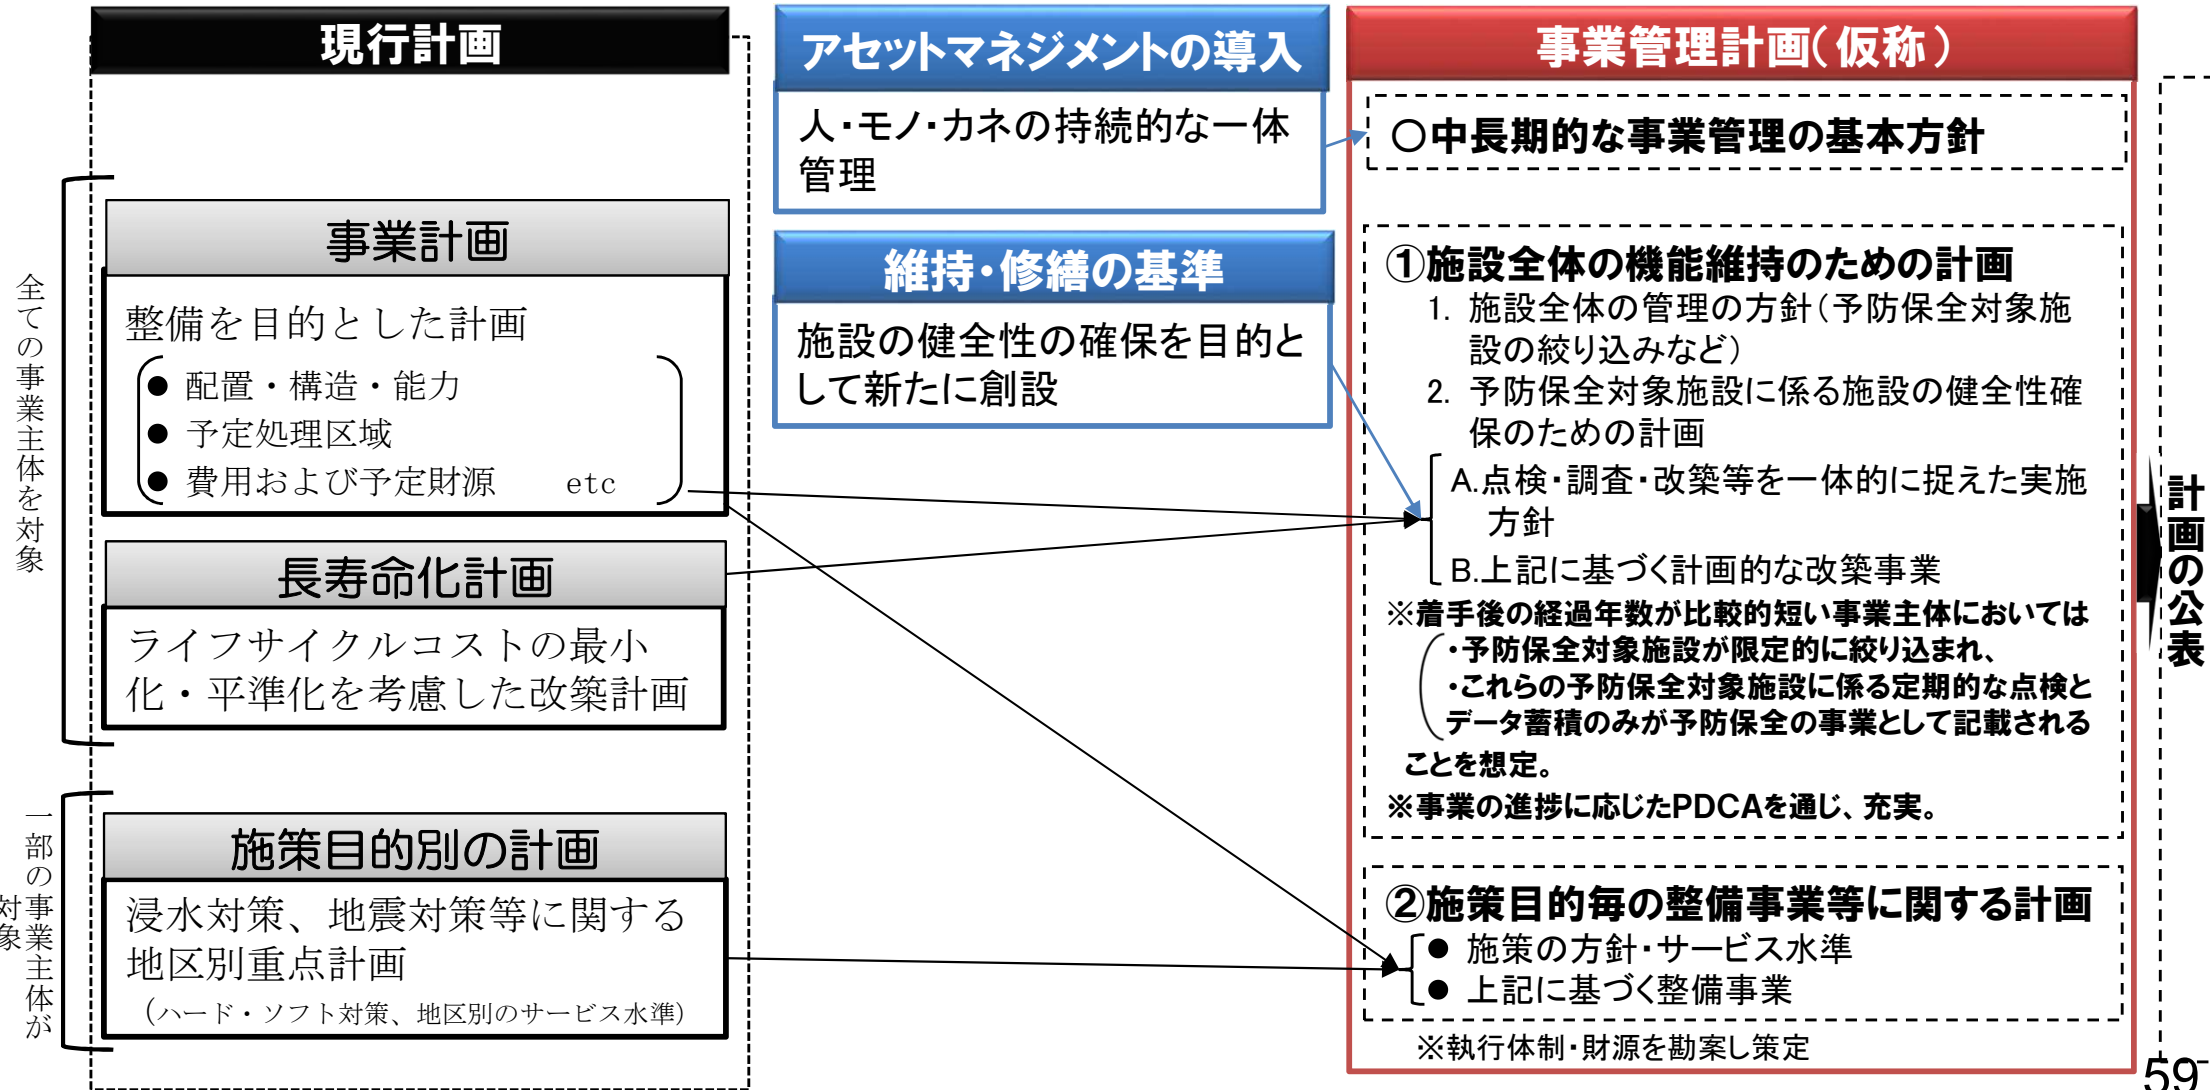 現行計画
全ての事業主体を対象
事業計画
整備を目的とした計画
● 配置・構造・能力
● 予定処理区域
● 費用および予定財源 etc
長寿命化計画
ライフサイクルコストの最小
化・平準化を考慮した改築計画
一部の事業主体が
対象
施策目的別の計画
浸水対策、地震対策等に関する
地区別重点計画
(ハード・ソフト対策、地区別のサービス水準)
アセットマネジメントの導入
人・モノ・カネの持続的な一体
管理
維持・修繕の基準
施設の健全性の確保を目的と
して新たに創設
事業管理計画(仮称)
○中長期的な事業管理の基本方針
①施設全体の機能維持のための計画
1. 施設全体の管理の方針(予防保全対象施
設の絞り込みなど)
2. 予防保全対象施設に係る施設の健全性確
保のための計画
A.点検・調査・改築等を一体的に捉えた実施
方針
B.上記に基づく計画的な改築事業
※着手後の経過年数が比較的短い事業主体においては
・予防保全対象施設が限定的に絞り込まれ、
・これらの予防保全対象施設に係る定期的な点検と
データ蓄積のみが予防保全の事業として記載される
ことを想定。
※事業の進捗に応じたPDCAを通じ、充実。
②施策目的毎の整備事業等に関する計画
● 施策の方針・サービス水準
● 上記に基づく整備事業
※執行体制・財源を勘案し策定
計画の公表
59